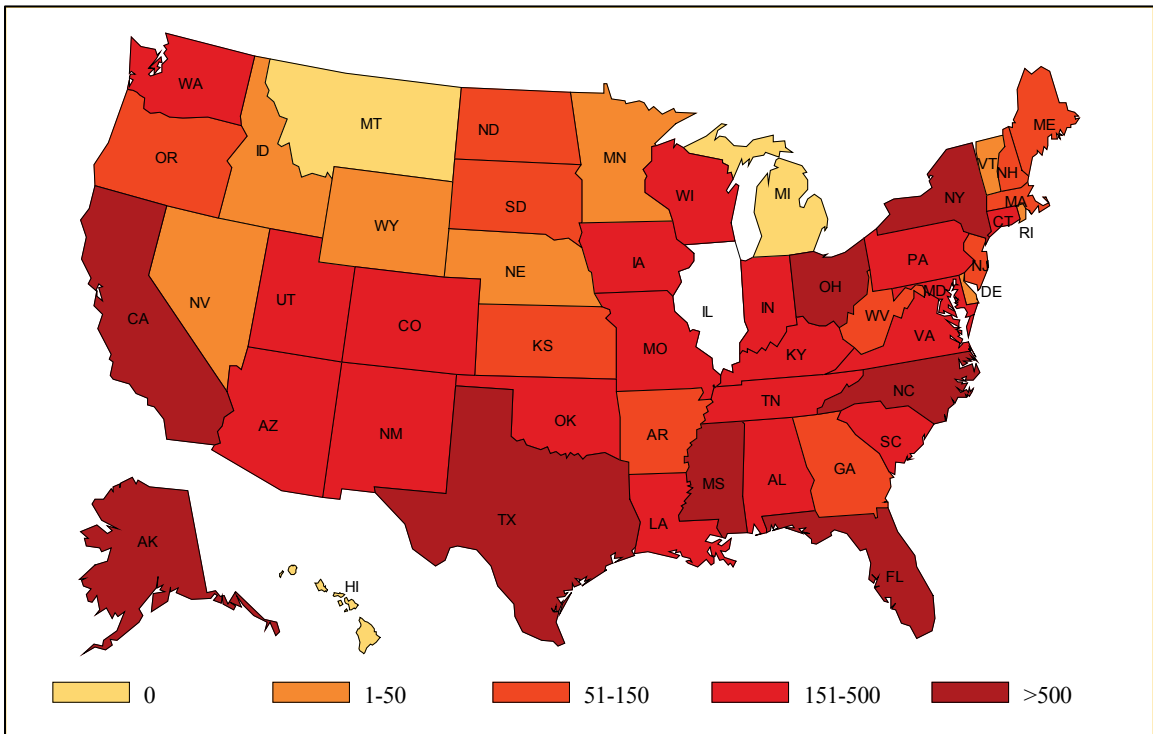 WA
MT
ND
MN
ME
VT
NH
OR
ID
WI
MI
NY
MA
SD
WY
CT
RI
IA
PA
NJ
NE
NV
UT
OH
MD
DE
CA
CO
IL
IN
WV
VA
KS
MO
KY
NC
AZ
NM
OK
TN
AR
SC
GA
MS
AL
TX
LA
AK
FL
HI
0
1-50
51-150
151-500
>500